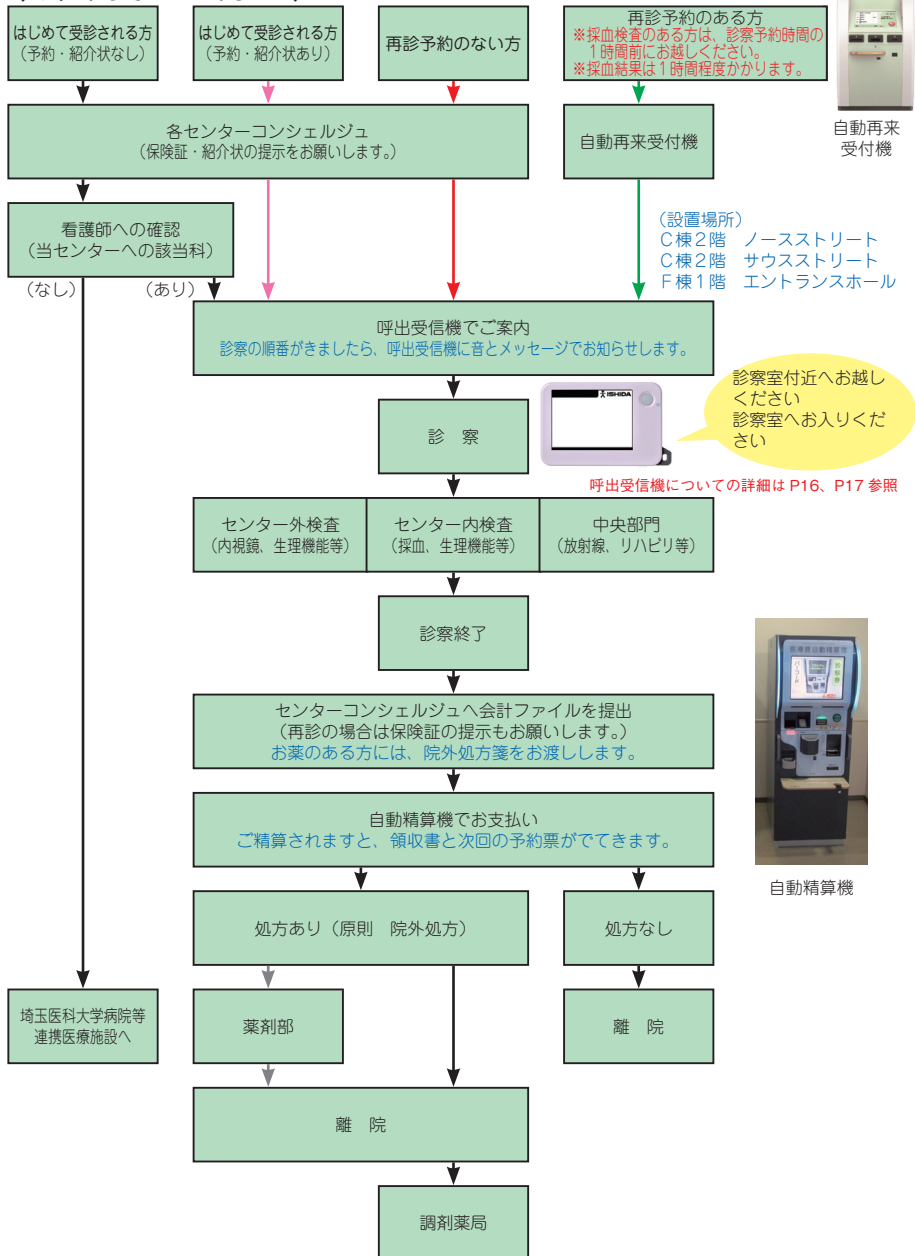 はじめて受診される方
（予約・紹介状なし）
はじめて受診される方
（予約・紹介状あり）
再診予約のない方
再診予約のある方
※採血検査のある方は、診察予約時間の
１時間前にお越しください。
※採血結果は１時間程度かかります。
各センターコンシェルジュ
（保険証・紹介状の提示をお願いします。）
自動再来受付機
自動再来
受付機
看護師への確認
（当センターへの該当科）
（設置場所）
Ｃ棟２階　ノースストリート
Ｃ棟２階　サウスストリート
Ｆ棟１階　エントランスホール
（なし）
（あり）
呼出受信機でご案内
診察の順番がきましたら、呼出受信機に音とメッセージでお知らせします。
診　察
ISHIDA
診察室付近へお越し
ください
診察室へお入りくだ
さい
呼出受信機についての詳細は P16、P17 参照
センター外検査
（内視鏡、生理機能等）
センター内検査
（採血、生理機能等）
中央部門
（放射線、リハビリ等）
診察終了
センターコンシェルジュへ会計ファイルを提出
（再診の場合は保険証の提示もお願いします。）
お薬のある方には、院外処方箋をお渡しします。
自動精算機でお支払い
ご精算されますと、領収書と次回の予約票がでてきます。
自動精算機
処方あり（原則　院外処方）
処方なし
埼玉医科大学病院等
連携医療施設へ
薬剤部
離　院
離　院
調剤薬局